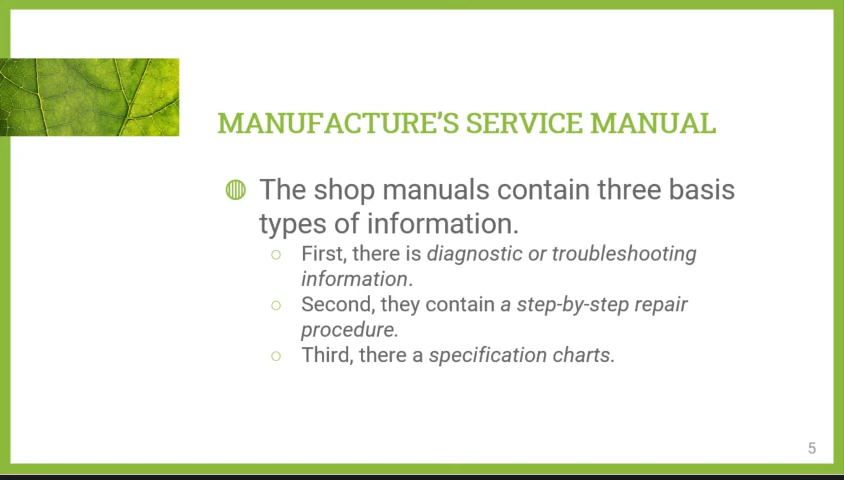 MANUFACTURE'S SERVICE MANUAL
The shop manuals contain three basis
types of information.
First, there is diagnostic or troubleshooting
information.
Second, they contain a step-by-step repair
procedure.
Third, there a specification charts.
5